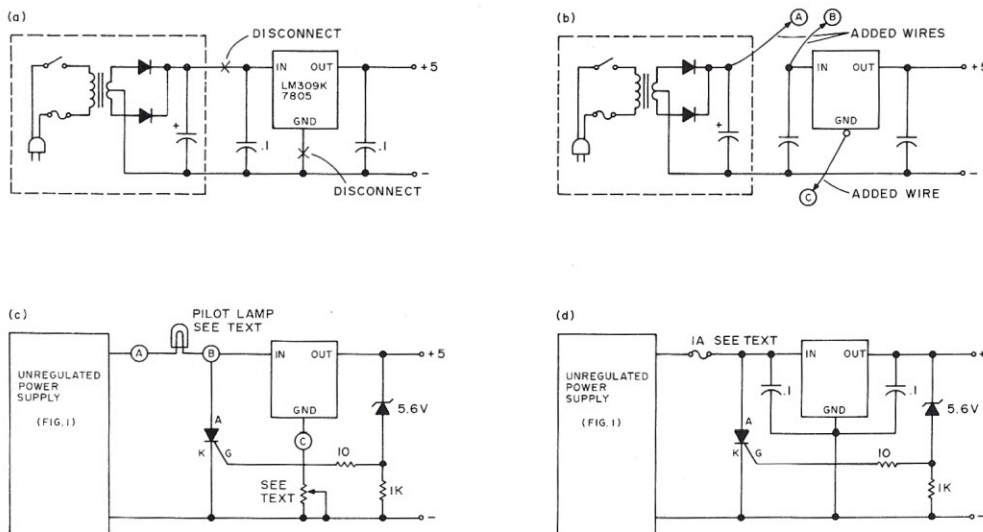 (a)
DISCONNECT
IN OUT
LM309K
7805
GND
+5
+
.1
.1
DISCONNECT
-
(b)
A B
ADDED WIRES
IN OUT
GND
+5
+
C
ADDED WIRE
-
(c)
PILOT LAMP
SEE TEXT
A B
IN OUT
+5
UNREGULATED
POWER
SUPPLY
(FIG. 1)
GND
5.6V
A
C
K G
10
SEE
TEXT
1K
-
(d)
1A SEE TEXT
IN OUT
+
UNREGULATED
POWER
SUPPLY
(FIG. 1)
.1
GND
.1
5.6V
A
K G
10
1K
-